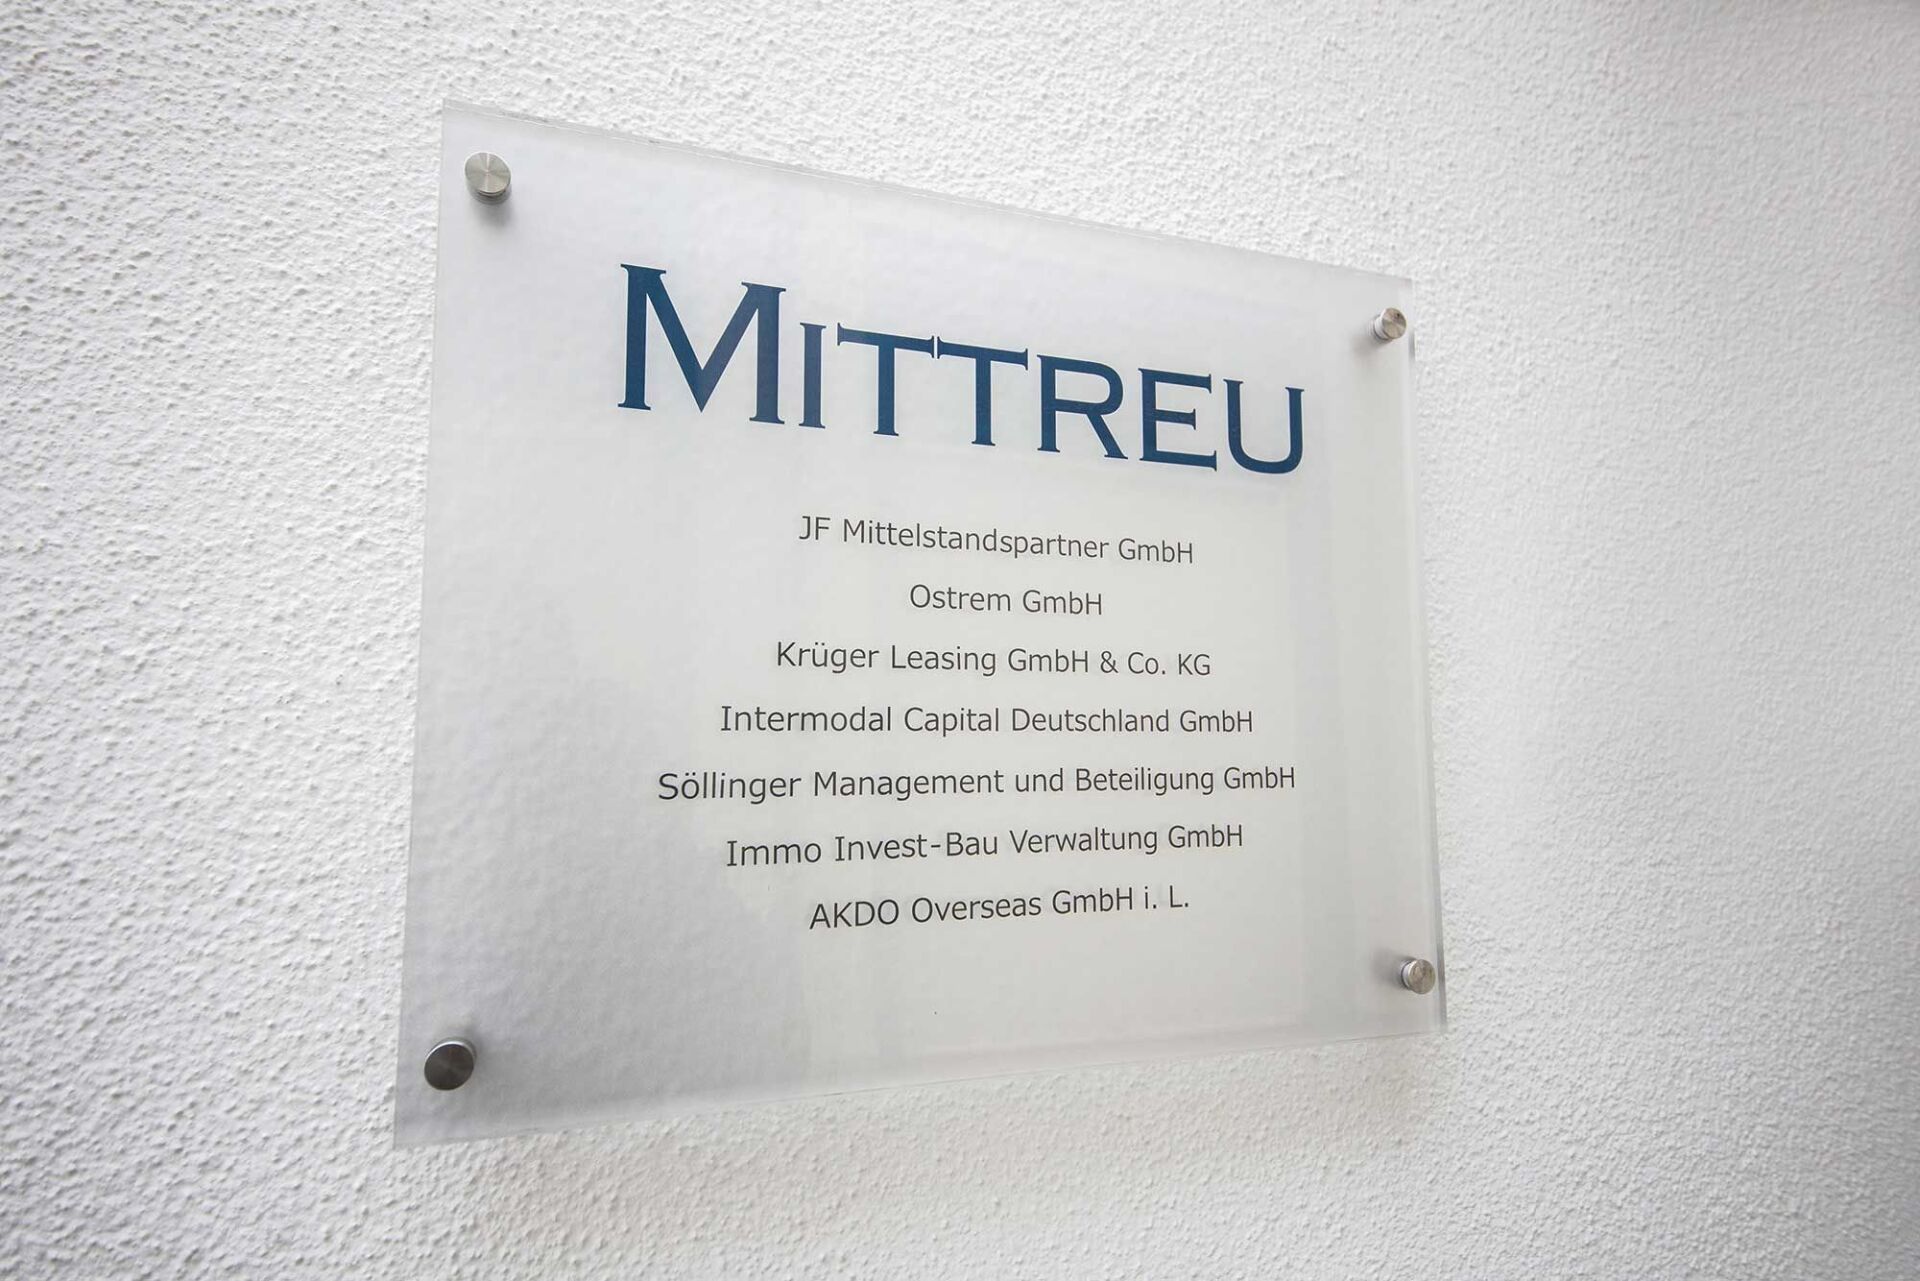 MITTREU
JF Mittelstandspartner GmbH
Ostrem GmbH
Krüger Leasing GmbH & Co. KG
Intermodal Capital Deutschland GmbH
Söllinger Management und Beteiligung GmbH
Immo Invest-Bau Verwaltung GmbH
AKDO Overseas GmbH i. L.